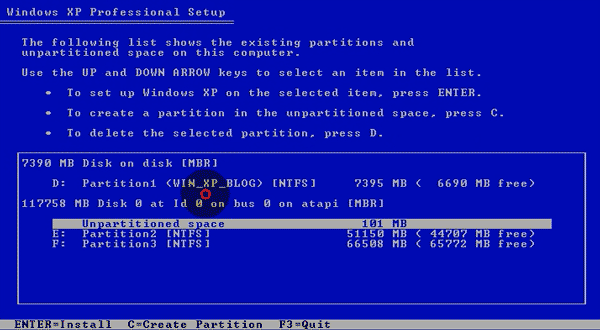 Windows XP Professional Setup
The following list shows the existing partitions and
unpartitioned space on this computer.
Use the UP and DOWN ARROW keys to select an item in the list.
• To set up Windows XP on the selected item, press ENTER.
• To create a partition in the unpartitioned space, press C.
• To delete the selected partition, press D.
7390 MB Disk on disk [MBR]
D: Partition1 (WIN_XP_BLOG) [NTFS] 7395 MB ( 6690 MB free)
117758 MB Disk 0 at Id 0 on bus 0 on atapi [MBR]
Unpartitioned space 101 MB
E: Partition2 [NTFS] 51150 MB ( 44707 MB free)
F: Partition3 [NTFS] 66508 MB ( 65772 MB free)
ENTER=Install C=Create Partition F3=Quit